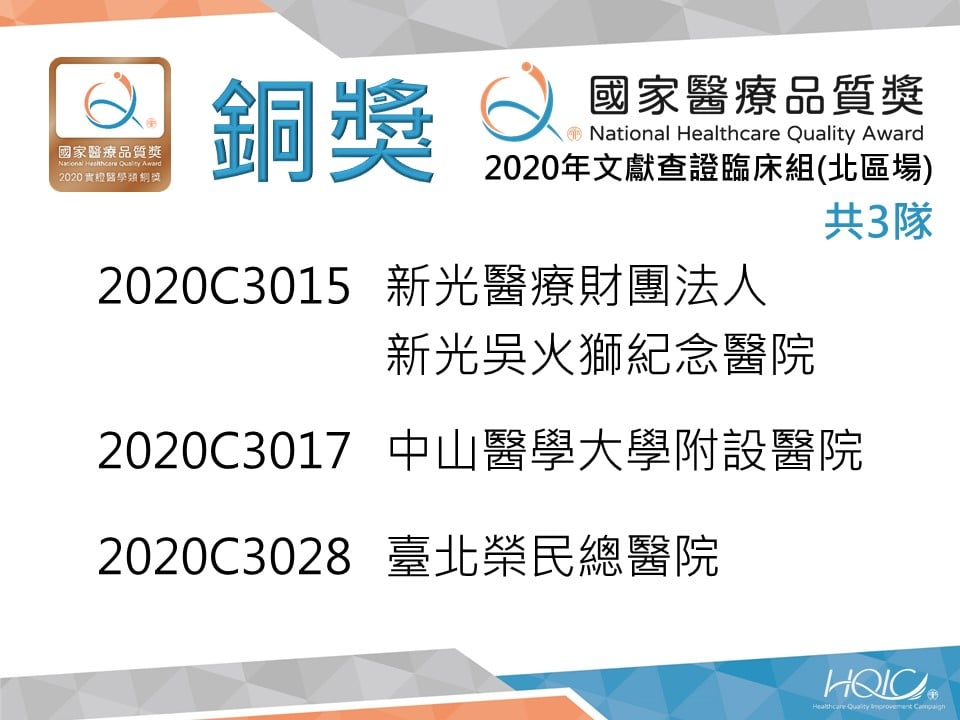 國家醫療品質獎
National Healthcare Quality Award
2020實證醫學類銅獎
銅獎
國家醫療品質獎
National Healthcare Quality Award
2020年文獻查證臨床組(北區場)
共3隊
2020C3015 新光醫療財團法人
新光吳火獅紀念醫院
2020C3017 中山醫學大學附設醫院
2020C3028 臺北榮民總醫院
HQIC
Healthcare Quality Improvement Campaign